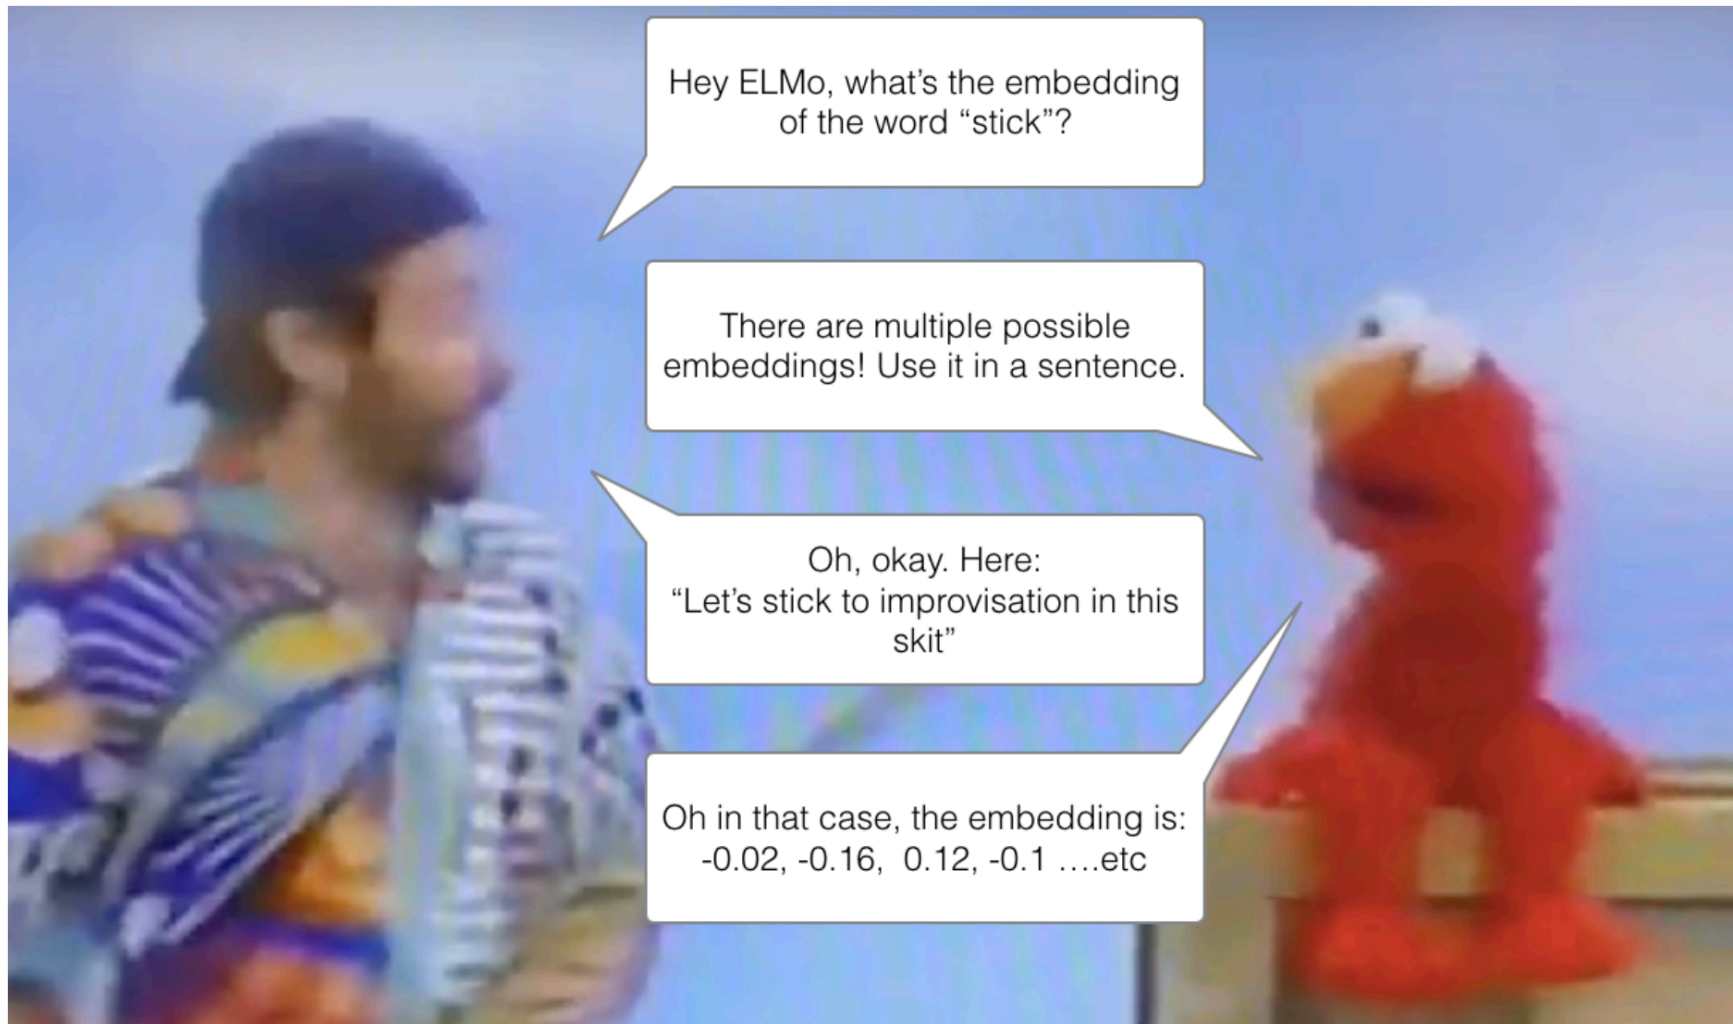 Hey ELMo, what’s the embedding
of the word “stick”?
There are multiple possible
embeddings! Use it in a sentence.
Oh, okay. Here:
“Let’s stick to improvisation in this
skit”
Oh in that case, the embedding is:
-0.02, -0.16,  0.12, -0.1 ....etc